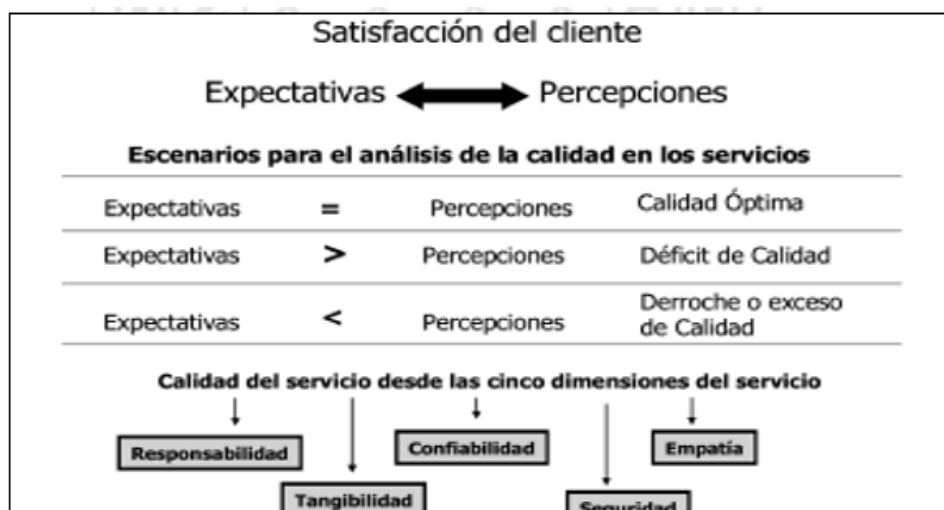 Satisfacción del cliente
Expectativas Percepciones
Escenarios para el análisis de la calidad en los servicios
Expectativas = Percepciones Calidad Óptima
Expectativas > Percepciones Déficit de Calidad
Expectativas < Percepciones Derroche o exceso
de Calidad
Calidad del servicio desde las cinco dimensiones del servicio
Responsabilidad Confiabilidad Empatía
Tangibilidad Seguridad